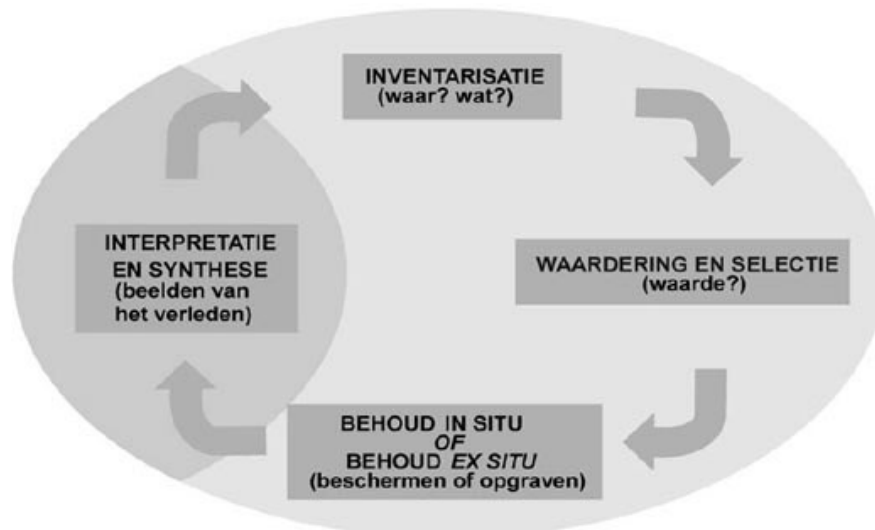 INVENTARISATIE
(waar? wat?)
WAARDERING EN SELECTIE
(waarde?)
BEHOUD IN SITU
OF
BEHOUD EX SITU
(beschermen of opgraven)
INTERPRETATIE
EN SYNTHESE
(beelden van
het verleden)